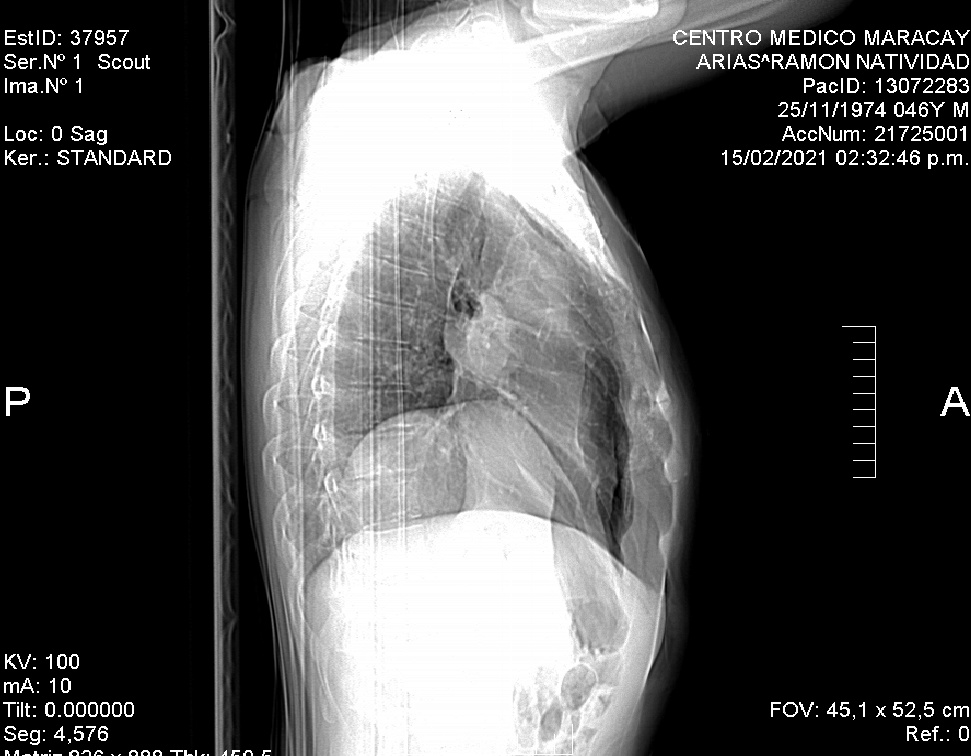 EstID: 37957
Ser.Nº 1 Scout
Ima.Nº 1
Loc: 0 Sag
Ker.: STANDARD
CENTRO MEDICO MARACAY
ARIAS^RAMON NATIVIDAD
PacID: 13072283
25/11/1974 046Y M
AccNum: 21725001
15/02/2021 02:32:46 p.m.
P
A
KV: 100
mA: 10
Tilt: 0.000000
Seg: 4,576
FOV: 45,1 x 52,5 cm
Ref.: 0